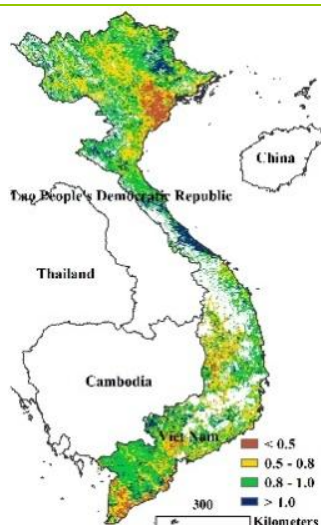 China
Lao People's Democratic Republic
Thailand
Cambodia
Viet Nam
< 0.5
0.5 - 0.8
0.8 - 1.0
> 1.0
300
Kilometers